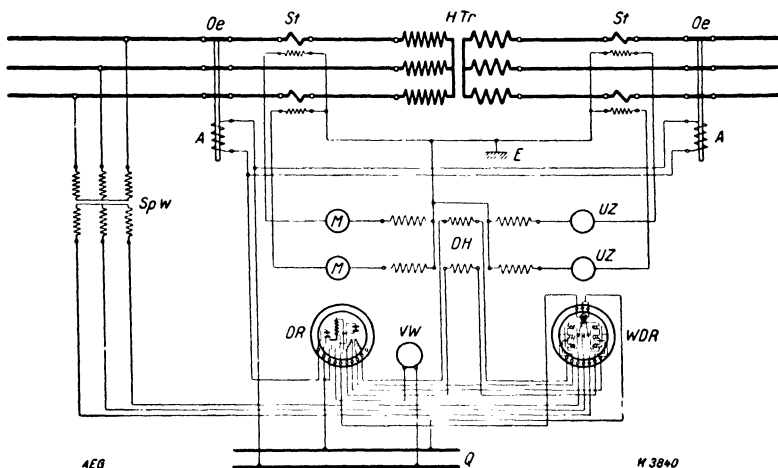 Oe St H Tr St Oe
A E A
Sp W
M UZ
DH
M UZ
DR VW WDR
Q
AEG M 3840